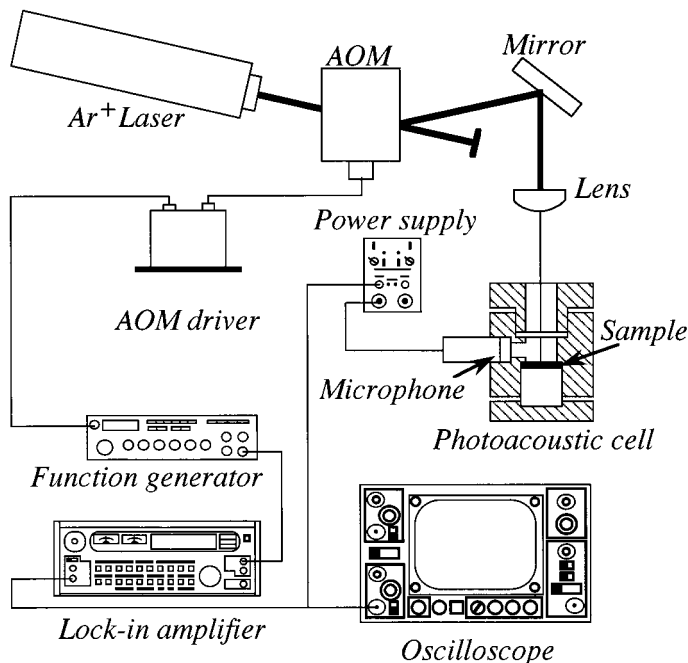 Mirror
AOM
Ar+ Laser
Lens
Power supply
AOM driver
Sample
Microphone
Photoacoustic cell
Function generator
Lock-in amplifier
Oscilloscope